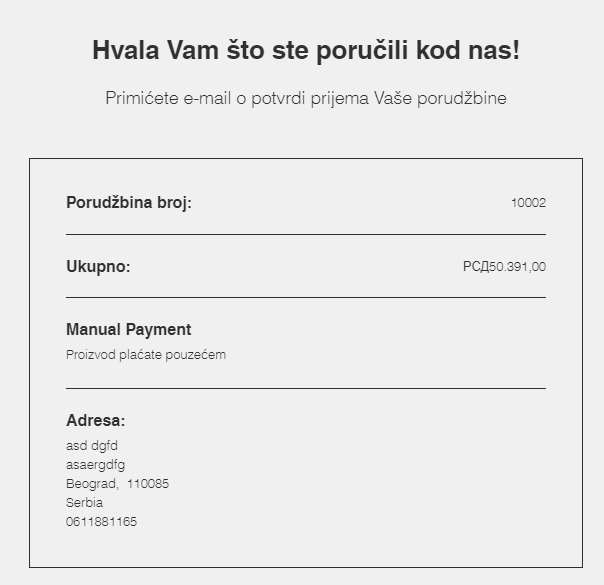 Hvala Vam što ste poručili kod nas!
Primićete e-mail o potvrdi prijema Vaše porudžbine
Porudžbina broj: 10002
Ukupno: РСД50.391,00
Manual Payment
Proizvod plaćate pouzećem
Adresa:
asd dgfd
asaergdfg
Beograd,  110085
Serbia
0611881165